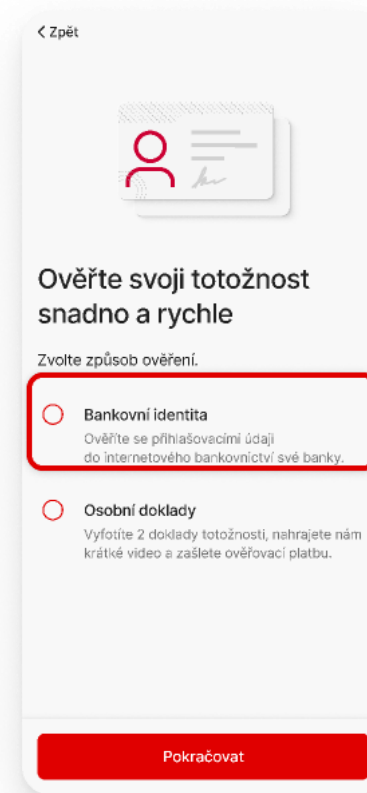 Zpět
Ověřte svoji totožnost
snadno a rychle
Zvolte způsob ověření.
Bankovní identita
Ověříte se přihlašovacími údaji
do internetového bankovnictví své banky.
Osobní doklady
Vyfotíte 2 doklady totožnosti, nahrajete nám
krátké video a zašlete ověřovací platbu.
Pokračovat